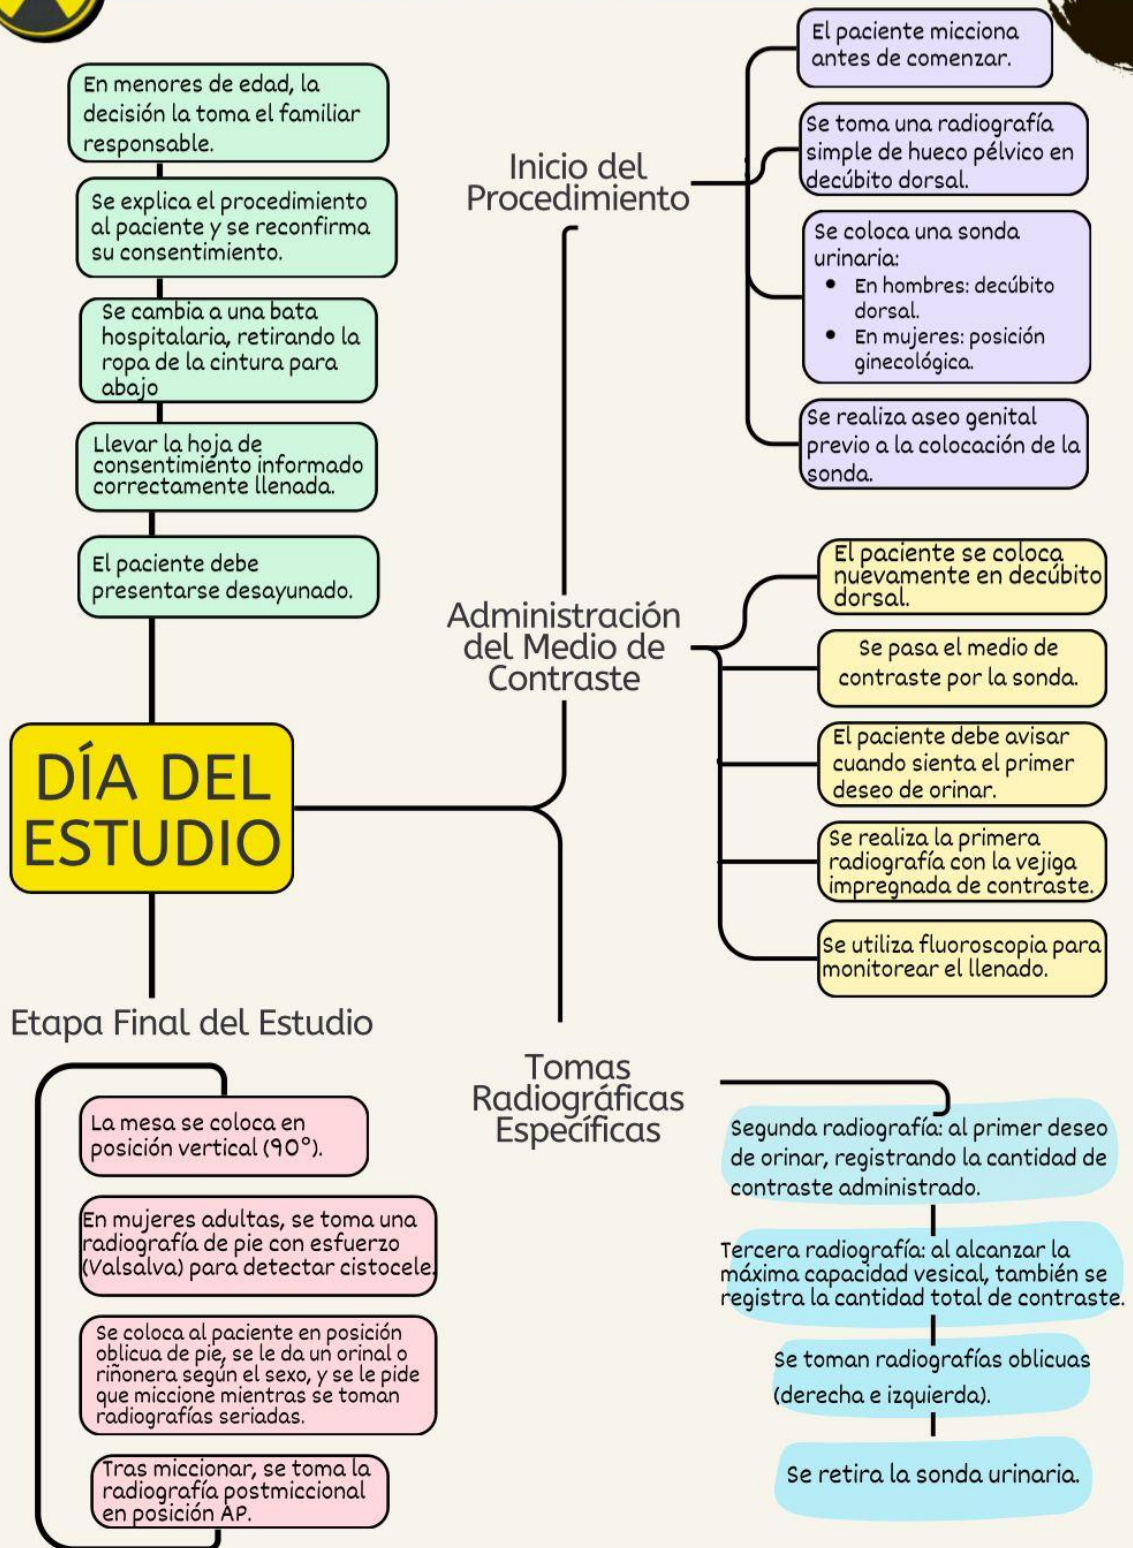 En menores de edad, la
decisión la toma el familiar
responsable.
Se explica el procedimiento
al paciente y se reconfirma
su consentimiento.
Se cambia a una bata
hospitalaria, retirando la
ropa de la cintura para
abajo
Llevar la hoja de
consentimiento informado
correctamente llenada.
El paciente debe
presentarse desayunado.
DÍA DEL
ESTUDIO
Inicio del
Procedimiento
El paciente micciona
antes de comenzar.
Se toma una radiografía
simple de hueco pélvico en
decúbito dorsal.
Se coloca una sonda
urinaria:
• En hombres: decúbito
dorsal.
• En mujeres: posición
ginecológica.
Se realiza aseo genital
previo a la colocación de la
sonda.
Administración
del Medio de
Contraste
El paciente se coloca
nuevamente en decúbito
dorsal.
Se pasa el medio de
contraste por la sonda.
El paciente debe avisar
cuando sienta el primer
deseo de orinar.
Se realiza la primera
radiografía con la vejiga
impregnada de contraste.
Se utiliza fluoroscopia para
monitorear el llenado.
Tomas
Radiográficas
Específicas
Segunda radiografía: al primer deseo
de orinar, registrando la cantidad de
contraste administrado.
Tercera radiografía: al alcanzar la
máxima capacidad vesical, también se
registra la cantidad total de contraste.
Se toman radiografías oblicuas
(derecha e izquierda).
Se retira la sonda urinaria.
Etapa Final del Estudio
La mesa se coloca en
posición vertical (90°).
En mujeres adultas, se toma una
radiografía de pie con esfuerzo
(Valsalva) para detectar cistocele.
Se coloca al paciente en posición
oblicua de pie, se le da un orinal o
riñonera según el sexo, y se le pide
que miccione mientras se toman
radiografías seriadas.
Tras miccionar, se toma la
radiografía postmiccional
en posición AP.